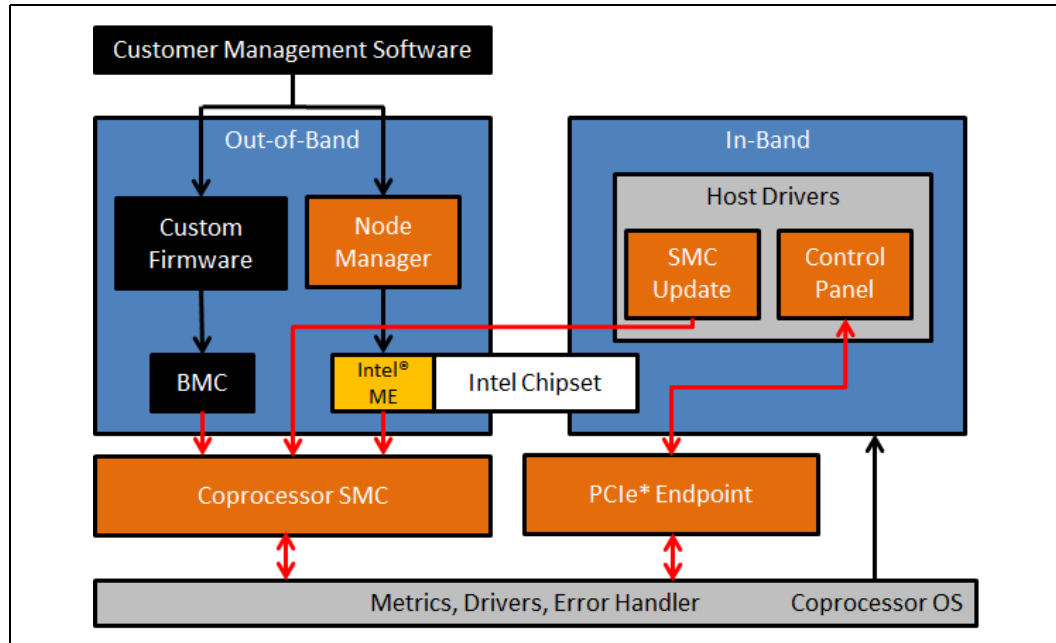 Customer Management Software
Out-of-Band
In-Band
Host Drivers
Custom
Firmware
Node
Manager
SMC
Update
Control
Panel
BMC
Intel®
ME
Intel Chipset
Coprocessor SMC
PCIe* Endpoint
Metrics, Drivers, Error Handler
Coprocessor OS